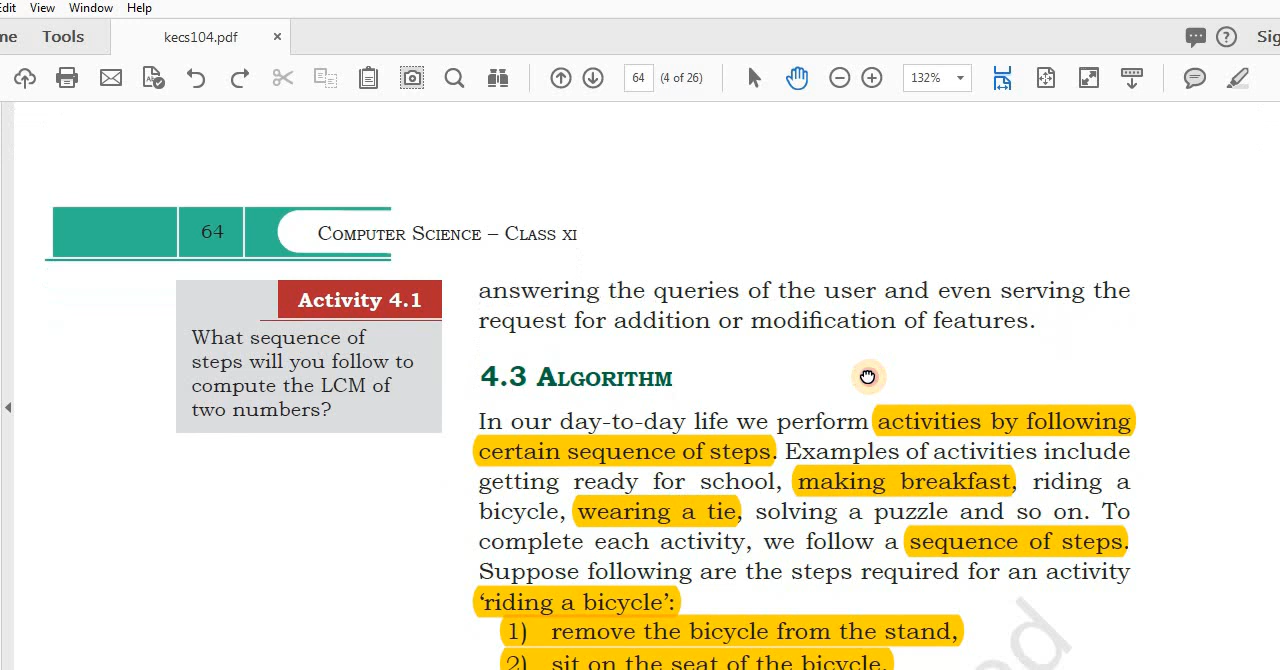 Edit View Window Help
me Tools kecs104.pdf ×
64 (4 of 26) 132%
64 COMPUTER SCIENCE – CLASS XI
Activity 4.1
What sequence of
steps will you follow to
compute the LCM of
two numbers?
answering the queries of the user and even serving the
request for addition or modification of features.
4.3 ALGORITHM
In our day-to-day life we perform activities by following
certain sequence of steps. Examples of activities include
getting ready for school, making breakfast, riding a
bicycle, wearing a tie, solving a puzzle and so on. To
complete each activity, we follow a sequence of steps.
Suppose following are the steps required for an activity
‘riding a bicycle’:
1) remove the bicycle from the stand,
2) sit on the seat of the bicycle,